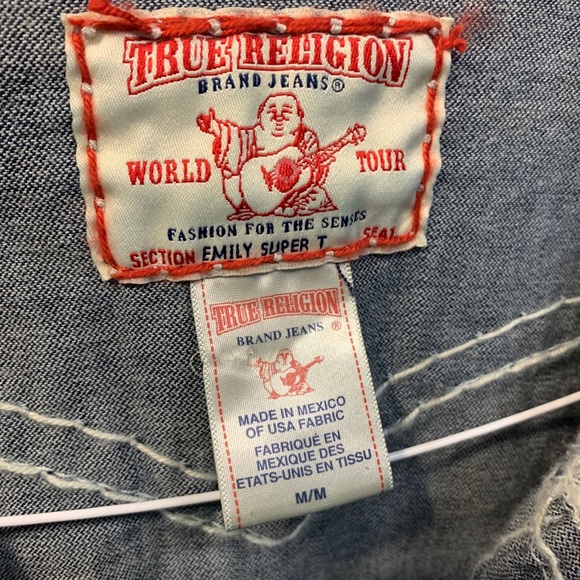 TRUE RELIGION
BRAND JEANS®
WORLD TOUR
FASHION FOR THE SENSES
SECTION EMILY SUPER T SEAT
TRUE RELIGION
BRAND JEANS ®
MADE IN MEXICO
OF USA FABRIC
FABRIQUÉ EN
MEXIQUE DES
ETATS-UNIS EN TISSU
M/M